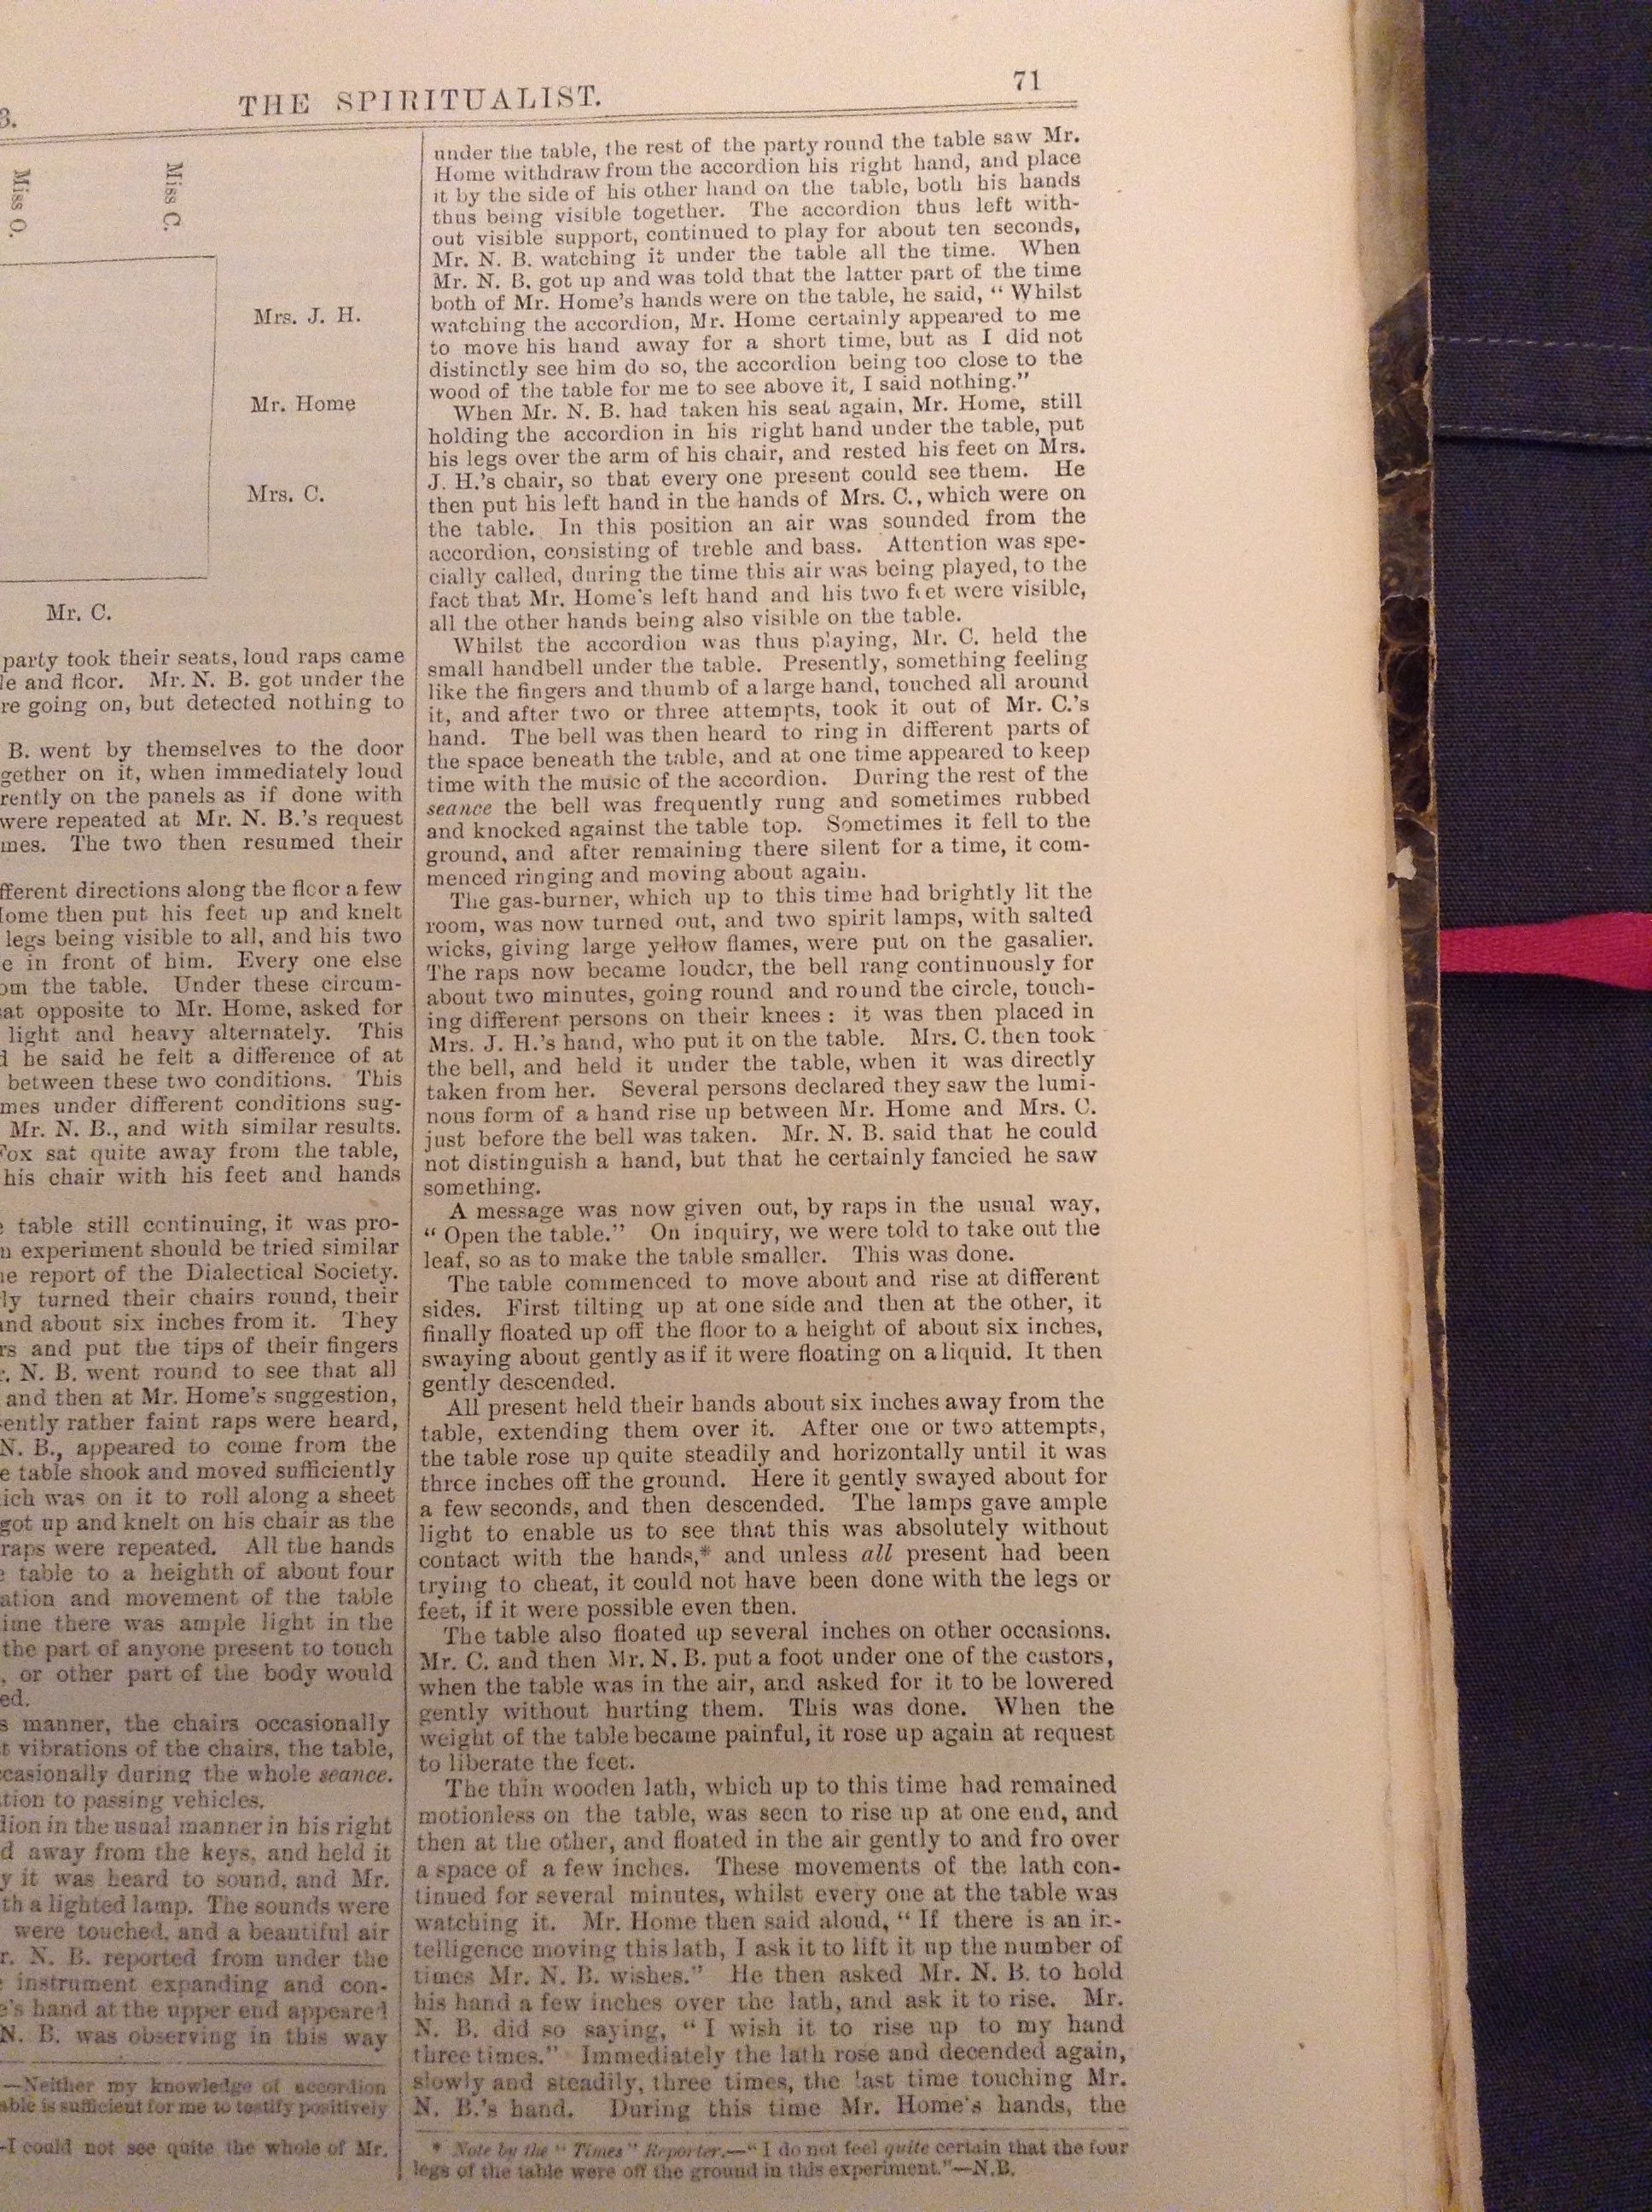 3.
THE SPIRITUALIST.
71
Miss O.
Miss C.
Mrs. J. H.
Mr. Home
Mrs. C.
Mr. C.
party took their seats, loud raps came
le and floor. Mr. N. B. got under the
re going on, but detected nothing to
B. went by themselves to the door
gether on it, when immediately loud
rently on the panels as if done with
were repeated at Mr. N. B.'s request
mes. The two then resumed their
fferent directions along the floor a few
Home then put his feet up and knelt
legs being visible to all, and his two
e in front of him. Every one else
om the table. Under these circum-
sat opposite to Mr. Home, asked for
light and heavy alternately. This
d he said he felt a difference of at
between these two conditions. This
mes under different conditions sug-
Mr. N. B., and with similar results.
Fox sat quite away from the table,
his chair with his feet and hands
e table still continuing, it was pro-
n experiment should be tried similar
he report of the Dialectical Society.
ly turned their chairs round, their
and about six inches from it. They
rs and put the tips of their fingers
r. N. B. went round to see that all
and then at Mr. Home's suggestion,
sently rather faint raps were heard,
N. B., appeared to come from the
e table shook and moved sufficiently
ich was on it to roll along a sheet
got up and knelt on his chair as the
raps were repeated. All the hands
e table to a heighth of about four
ation and movement of the table
time there was ample light in the
the part of anyone present to touch
, or other part of the body would
ed.
s manner, the chairs occasionally
t vibrations of the chairs, the table,
ccasionally during the whole seance.
tion to passing vehicles.
dion in the usual manner in his right
d away from the keys, and held it
y it was heard to sound, and Mr.
th a lighted lamp. The sounds were
were touched, and a beautiful air
r. N. B. reported from under the
e instrument expanding and con-
e's hand at the upper end appeared
N. B. was observing in this way
—Neither my knowledge of accordion
able is sufficient for me to testify positively
-I could not see quite the whole of Mr.
under the table, the rest of the party round the table saw Mr.
Home withdraw from the accordion his right hand, and place
it by the side of his other hand on the table, both his hands
thus being visible together. The accordion thus left with-
out visible support, continued to play for about ten seconds,
Mr. N. B. watching it under the table all the time. When
Mr. N. B. got up and was told that the latter part of the time
both of Mr. Home's hands were on the table, he said, "Whilst
watching the accordion, Mr. Home certainly appeared to me
to move his hand away for a short time, but as I did not
distinctly see him do so, the accordion being too close to the
wood of the table for me to see above it, I said nothing."
When Mr. N. B. had taken his seat again, Mr. Home, still
holding the accordion in his right hand under the table, put
his legs over the arm of his chair, and rested his feet on Mrs.
J. H.'s chair, so that every one present could see them. He
then put his left hand in the hands of Mrs. C., which were on
the table. In this position an air was sounded from the
accordion, consisting of treble and bass. Attention was spe-
cially called, during the time this air was being played, to the
fact that Mr. Home's left hand and his two feet were visible,
all the other hands being also visible on the table.
Whilst the accordion was thus playing, Mr. C. held the
small handbell under the table. Presently, something feeling
like the fingers and thumb of a large hand, touched all around
it, and after two or three attempts, took it out of Mr. C.'s
hand. The bell was then heard to ring in different parts of
the space beneath the table, and at one time appeared to keep
time with the music of the accordion. During the rest of the
seance the bell was frequently rung and sometimes rubbed
and knocked against the table top. Sometimes it fell to the
ground, and after remaining there silent for a time, it com-
menced ringing and moving about again.
The gas-burner, which up to this time had brightly lit the
room, was now turned out, and two spirit lamps, with salted
wicks, giving large yellow flames, were put on the gasalier.
The raps now became louder, the bell rang continuously for
about two minutes, going round and round the circle, touch-
ing different persons on their knees: it was then placed in
Mrs. J. H.'s hand, who put it on the table. Mrs. C. then took
the bell, and held it under the table, when it was directly
taken from her. Several persons declared they saw the lumi-
nous form of a hand rise up between Mr. Home and Mrs. C.
just before the bell was taken. Mr. N. B. said that he could
not distinguish a hand, but that he certainly fancied he saw
something.
A message was now given out, by raps in the usual way,
"Open the table." On inquiry, we were told to take out the
leaf, so as to make the table smaller. This was done.
The table commenced to move about and rise at different
sides. First tilting up at one side and then at the other, it
finally floated up off the floor to a height of about six inches,
swaying about gently as if it were floating on a liquid. It then
gently descended.
All present held their hands about six inches away from the
table, extending them over it. After one or two attempts,
the table rose up quite steadily and horizontally until it was
three inches off the ground. Here it gently swayed about for
a few seconds, and then descended. The lamps gave ample
light to enable us to see that this was absolutely without
contact with the hands,* and unless all present had been
trying to cheat, it could not have been done with the legs or
feet, if it were possible even then.
The table also floated up several inches on other occasions.
Mr. C. and then Mr. N. B. put a foot under one of the castors,
when the table was in the air, and asked for it to be lowered
gently without hurting them. This was done. When the
weight of the table became painful, it rose up again at request
to liberate the feet.
The thin wooden lath, which up to this time had remained
motionless on the table, was seen to rise up at one end, and
then at the other, and floated in the air gently to and fro over
a space of a few inches. These movements of the lath con-
tinued for several minutes, whilst every one at the table was
watching it. Mr. Home then said aloud, "If there is an in-
telligence moving this lath, I ask it to lift it up the number of
times Mr. N. B. wishes." He then asked Mr. N. B. to hold
his hand a few inches over the lath, and ask it to rise. Mr.
N. B. did so saying, "I wish it to rise up to my hand
three times." Immediately the lath rose and decended again,
slowly and steadily, three times, the last time touching Mr.
N. B.'s hand. During this time Mr. Home's hands, the
* Note by the "Times" Reporter.—"I do not feel quite certain that the four
legs of the table were off the ground in this experiment."—N.B.